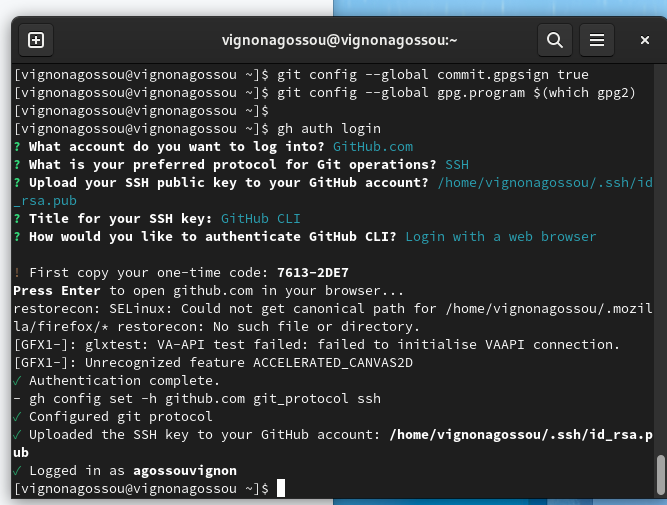 vignonagossou@vignonagossou:~
[vignonagossou@vignonagossou ~]$ git config --global commit.gpgsign true
[vignonagossou@vignonagossou ~]$ git config --global gpg.program $(which gpg2)
[vignonagossou@vignonagossou ~]$
[vignonagossou@vignonagossou ~]$ gh auth login
? What account do you want to log into? GitHub.com
? What is your preferred protocol for Git operations? SSH
? Upload your SSH public key to your GitHub account? /home/vignonagossou/.ssh/id
_rsa.pub
? Title for your SSH key: GitHub CLI
? How would you like to authenticate GitHub CLI? Login with a web browser
! First copy your one-time code: 7613-2DE7
Press Enter to open github.com in your browser...
restorecon: SELinux: Could not get canonical path for /home/vignonagossou/.mozil
la/firefox/* restorecon: No such file or directory.
[GFX1-]: glxtest: VA-API test failed: failed to initialise VAAPI connection.
[GFX1-]: Unrecognized feature ACCELERATED_CANVAS2D
✓ Authentication complete.
- gh config set -h github.com git_protocol ssh
✓ Configured git protocol
✓ Uploaded the SSH key to your GitHub account: /home/vignonagossou/.ssh/id_rsa.p
ub
✓ Logged in as agossouvignon
[vignonagossou@vignonagossou ~]$